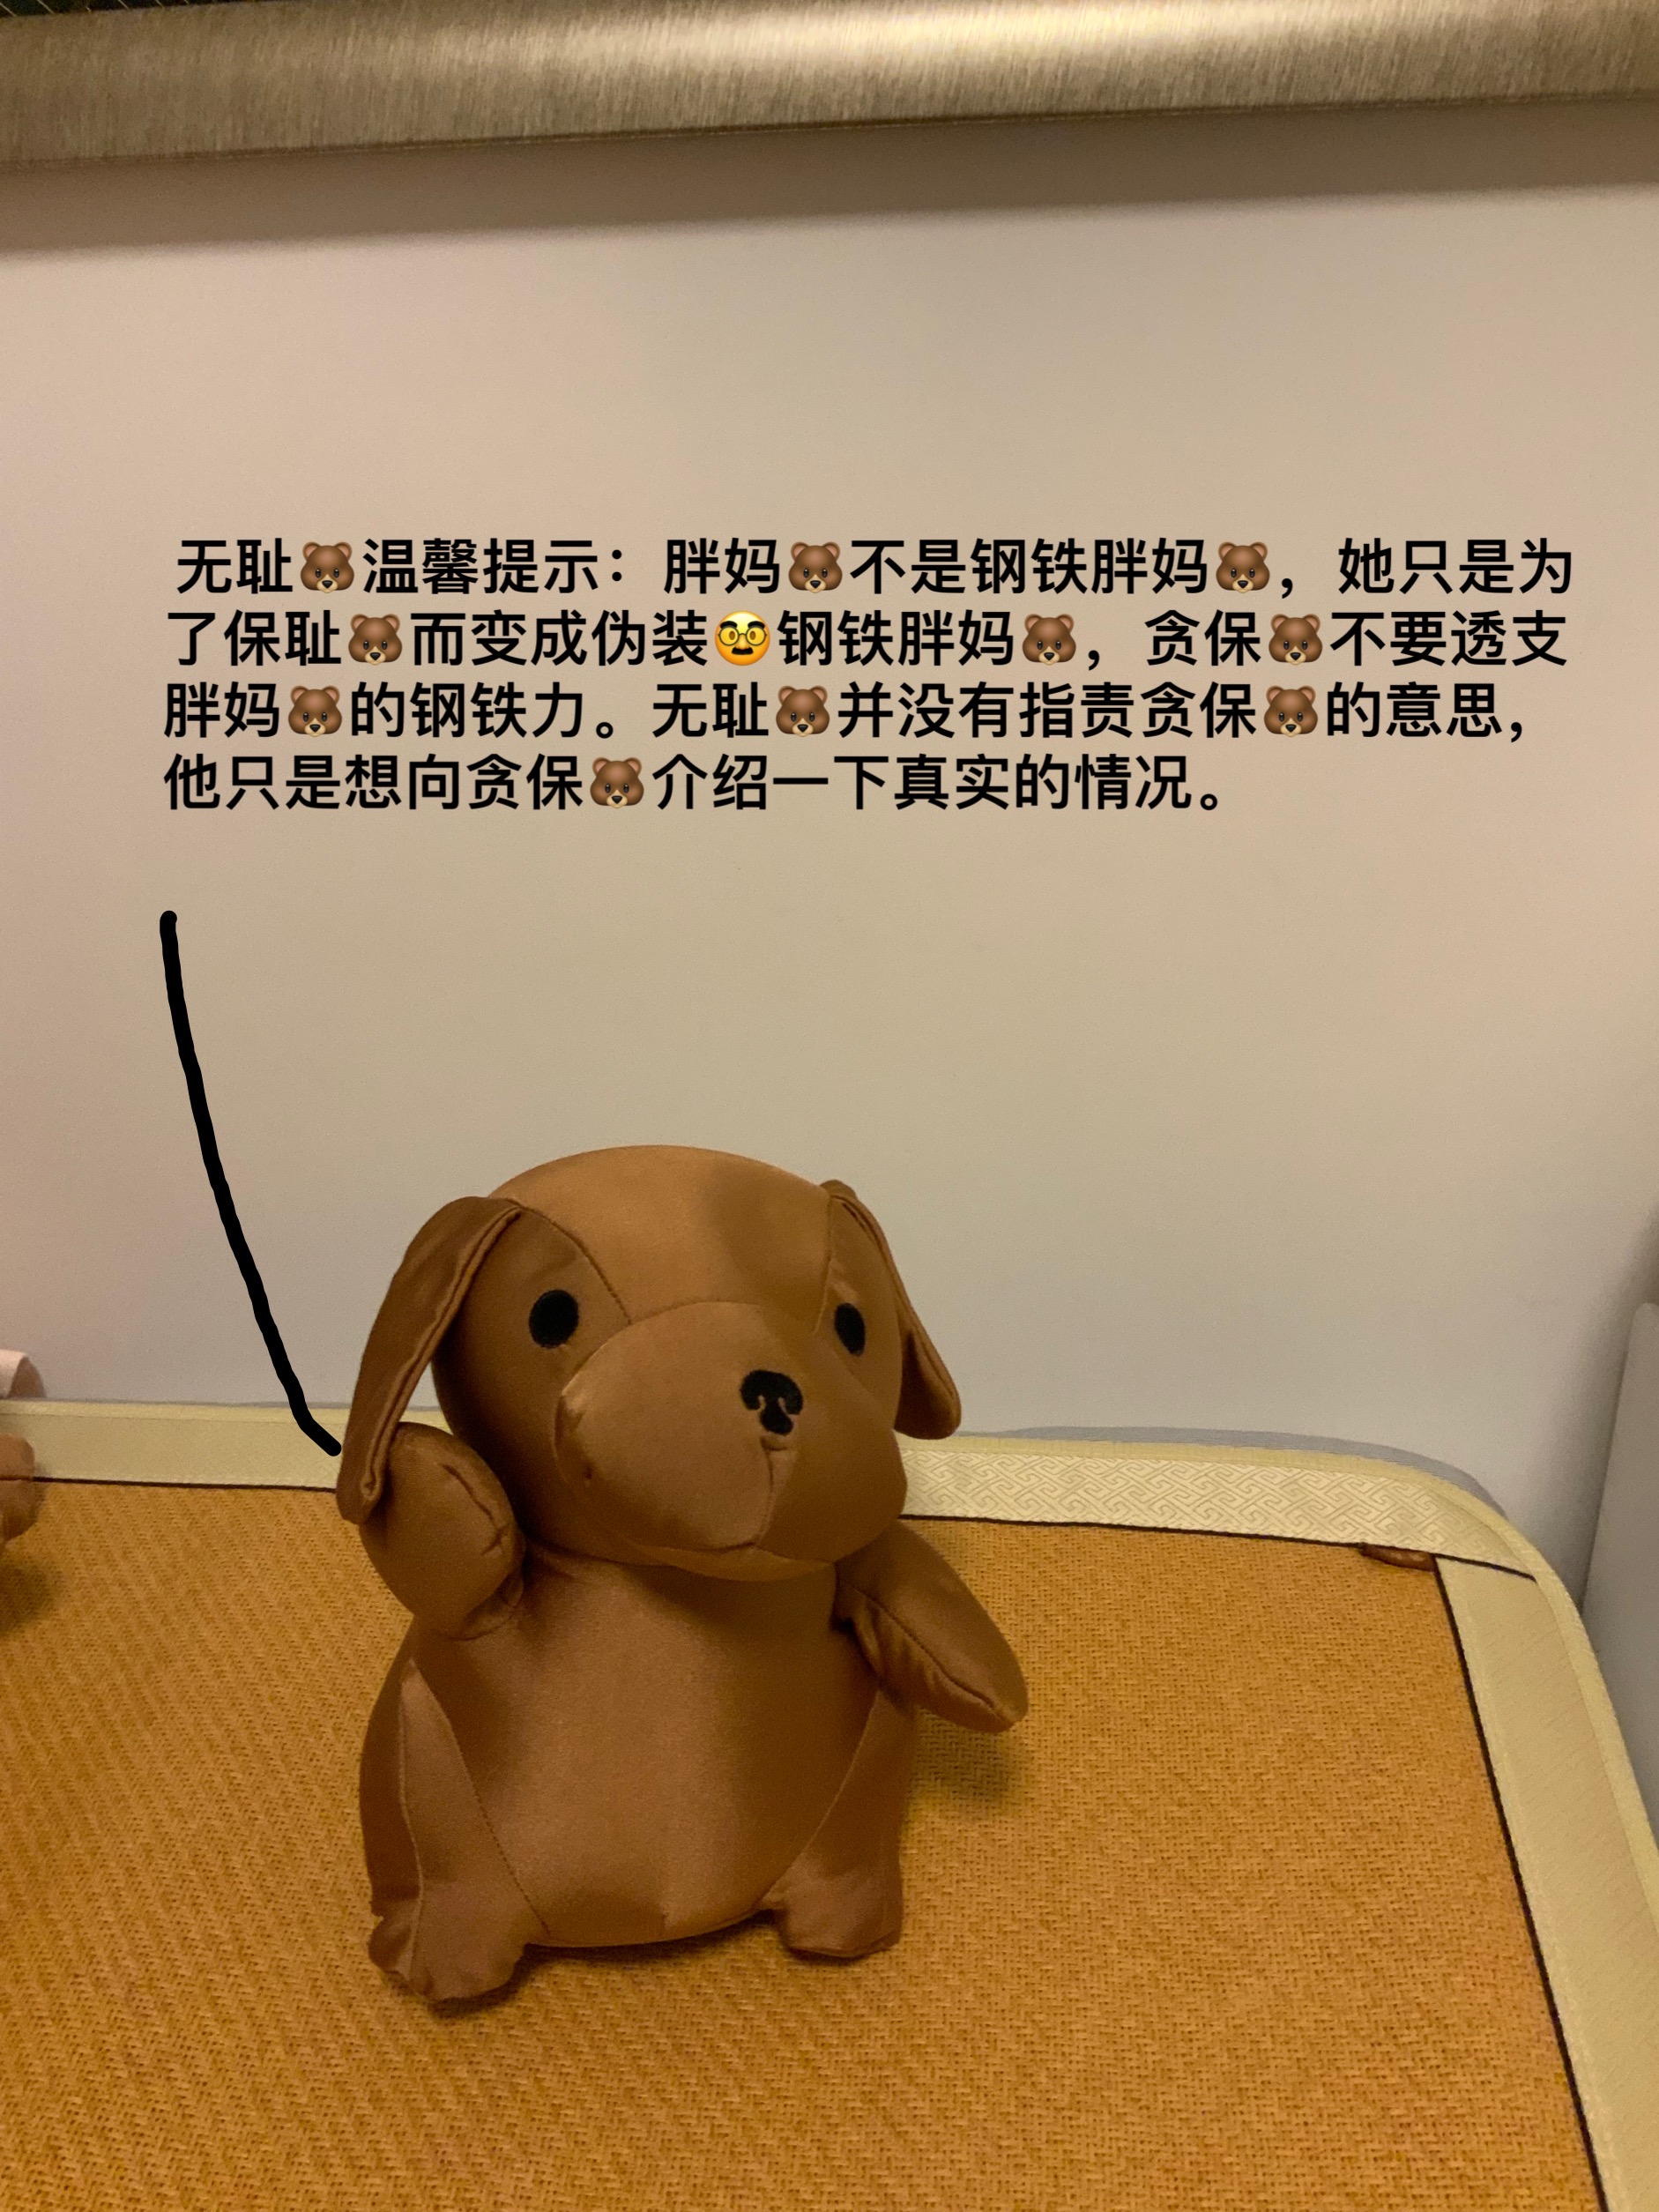 无耻🐻温馨提示：胖妈🐻不是钢铁胖妈🐻，她只是为
了保耻🐻而变成伪装🥸钢铁胖妈🐻，贪保🐻不要透支
胖妈🐻的钢铁力。无耻🐻并没有指责贪保🐻的意思，
他只是想向贪保🐻介绍一下真实的情况。